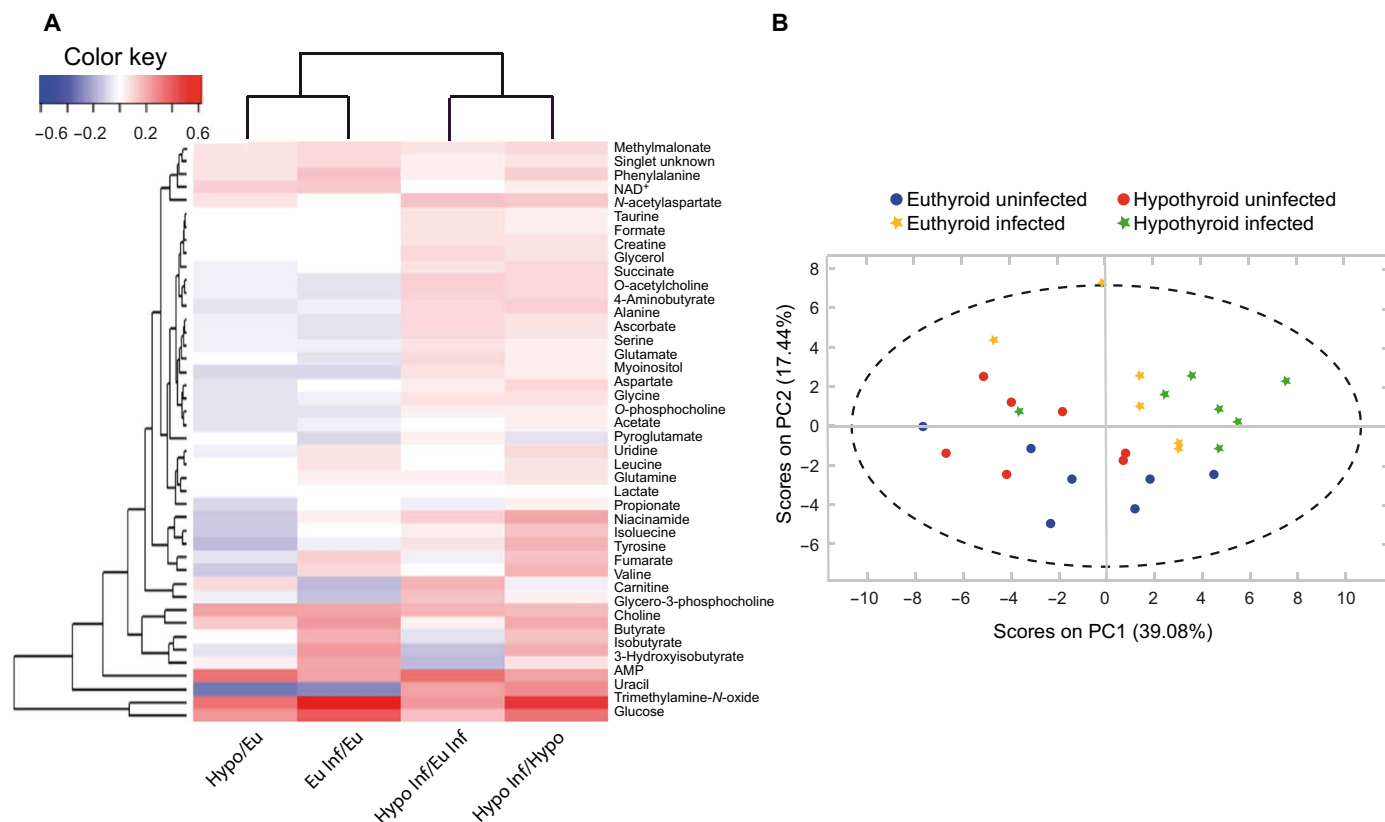 A
Color key
−0.6 −0.2 0.2 0.6
Methylmalonate
Singlet unknown
Phenylalanine
NAD+
N-acetylaspartate
Taurine
Formate
Creatine
Glycerol
Succinate
O-acetylcholine
4-Aminobutyrate
Alanine
Ascorbate
Serine
Glutamate
Myoinositol
Aspartate
Glycine
O-phosphocholine
Acetate
Pyroglutamate
Uridine
Leucine
Glutamine
Lactate
Propionate
Niacinamide
Isoluecine
Tyrosine
Fumarate
Valine
Carnitine
Glycero-3-phosphocholine
Choline
Butyrate
Isobutyrate
3-Hydroxyisobutyrate
AMP
Uracil
Trimethylamine-N-oxide
Glucose
Hypo/Eu
Eu Inf/Eu
Hypo Inf/Eu Inf
Hypo Inf/Hypo
B
Euthyroid uninfected Hypothyroid uninfected
Euthyroid infected Hypothyroid infected
Scores on PC2 (17.44%)
8
6
4
2
0
−2
−4
−6
−10 −8 −6 −4 −2 0 2 4 6 8 10
Scores on PC1 (39.08%)